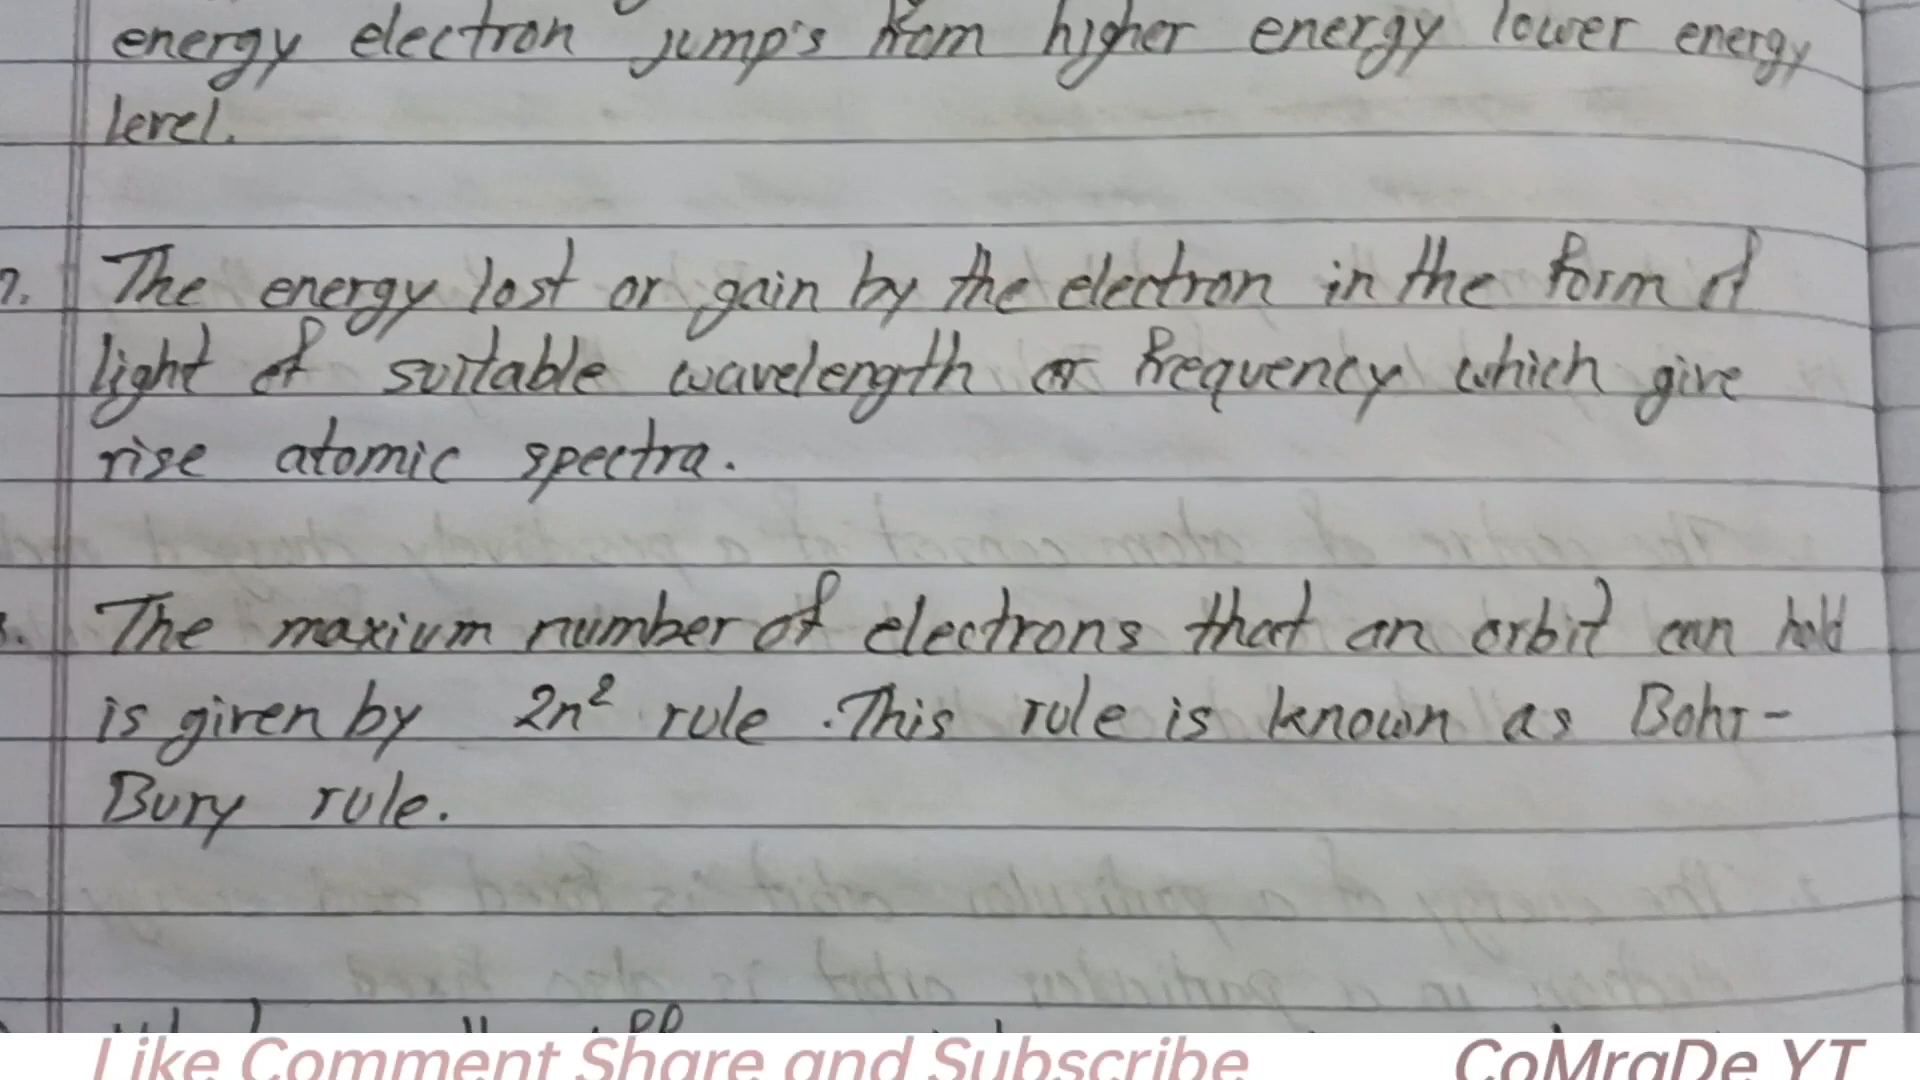 energy electron jump's from higher energy lower energy
level.
7. The energy lost or gain by the electron in the form of
light of suitable wavelength or frequency which give
rise atomic spectra.
The maxium number of electrons that an orbit can hold
is given by 2n² rule. This rule is known as Bohr-
Bury rule.
Like Comment Share and Subscribe CoMraDe YT